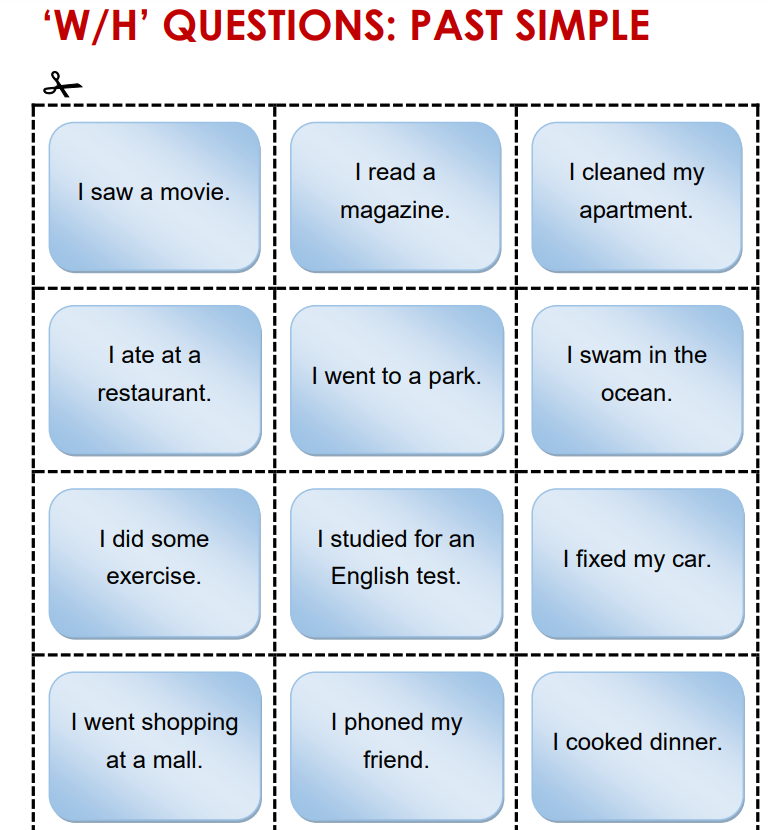 ‘W/H’ QUESTIONS: PAST SIMPLE
I saw a movie.
I read a
magazine.
I cleaned my
apartment.
I ate at a
restaurant.
I went to a park.
I swam in the
ocean.
I did some
exercise.
I studied for an
English test.
I fixed my car.
I went shopping
at a mall.
I phoned my
friend.
I cooked dinner.